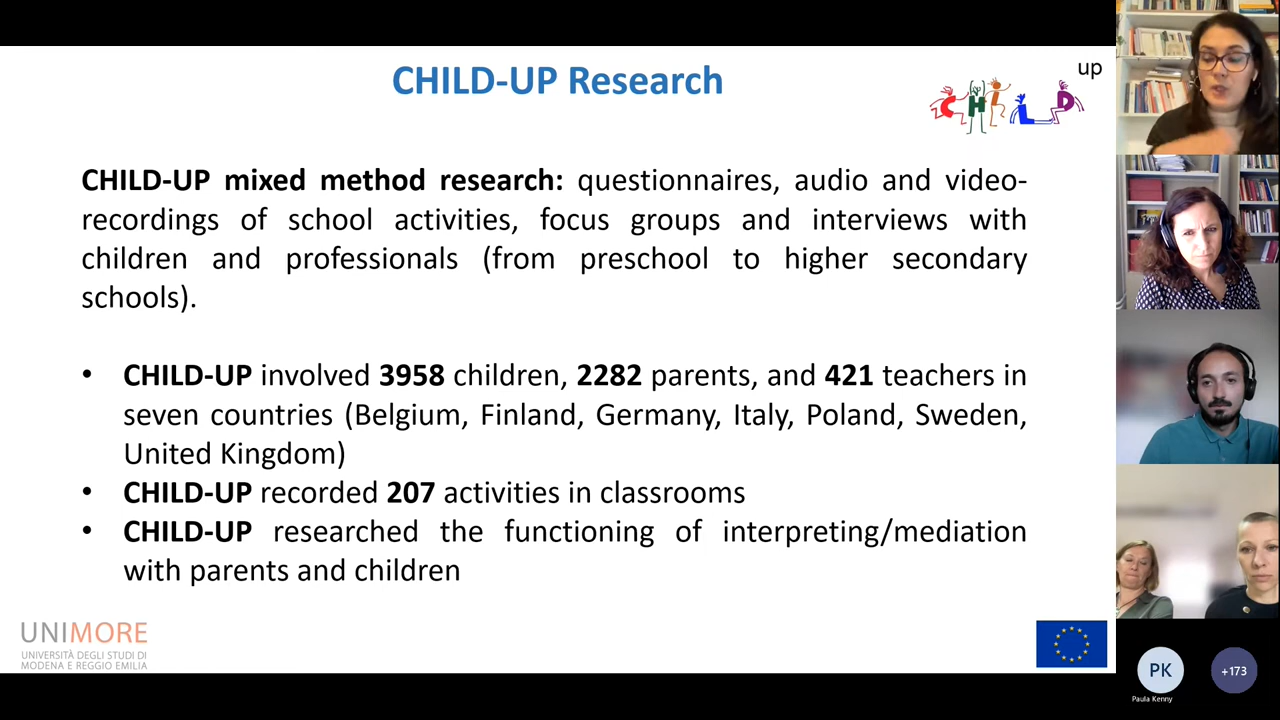 CHILD-UP Research
CHILD up
CHILD-UP mixed method research: questionnaires, audio and video-
recordings of school activities, focus groups and interviews with
children and professionals (from preschool to higher secondary
schools).
• CHILD-UP involved 3958 children, 2282 parents, and 421 teachers in
seven countries (Belgium, Finland, Germany, Italy, Poland, Sweden,
United Kingdom)
• CHILD-UP recorded 207 activities in classrooms
• CHILD-UP researched the functioning of interpreting/mediation
with parents and children
UNIMORE
UNIVERSITÀ DEGLI STUDI DI
MODENA E REGGIO EMILIA
PK
Paula Kenny
+173